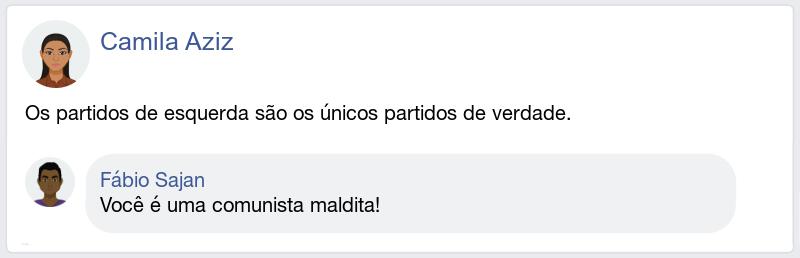 Camila Aziz
Os partidos de esquerda são os únicos partidos de verdade.
Fábio Sajan
Você é uma comunista maldita!